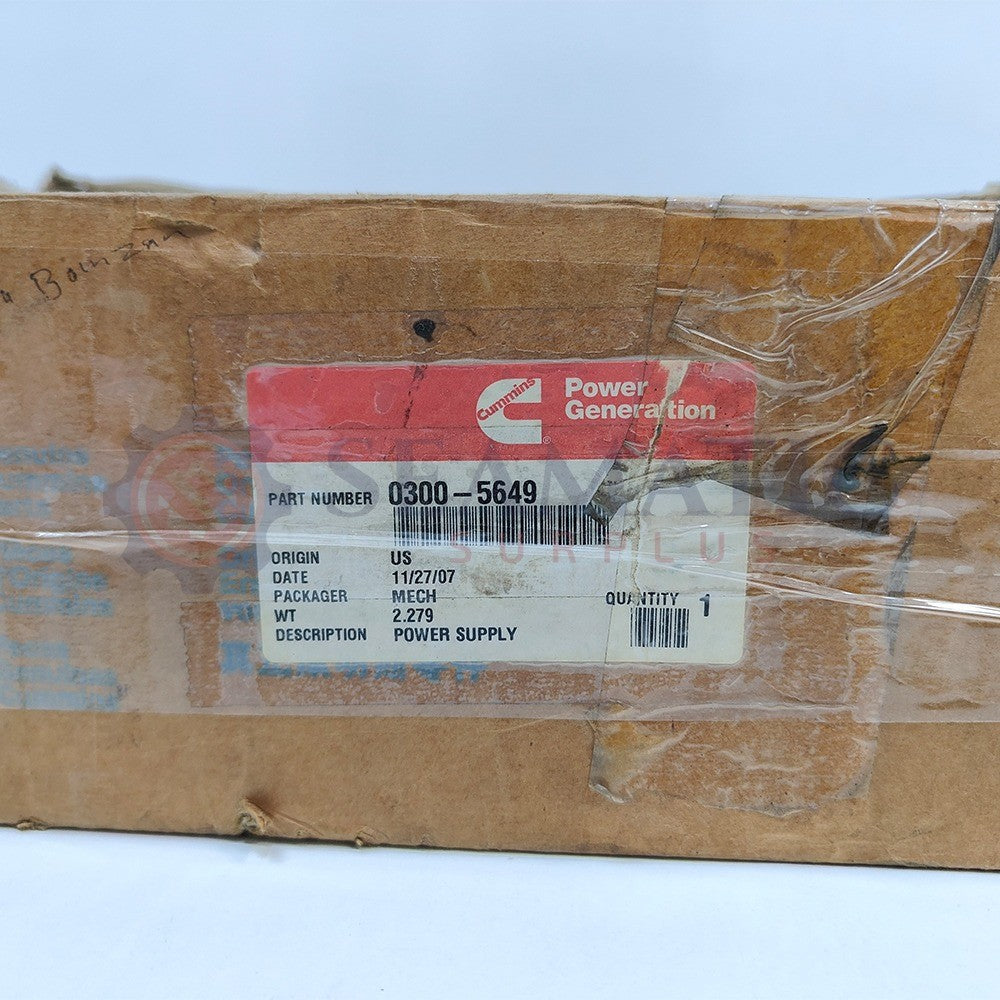 Cummins
Power
Generation
PART NUMBER 0300-5649
ORIGIN US
DATE 11/27/07
PACKAGER MECH
QUANTITY 1
WT 2.279
DESCRIPTION POWER SUPPLY
SURPLUS